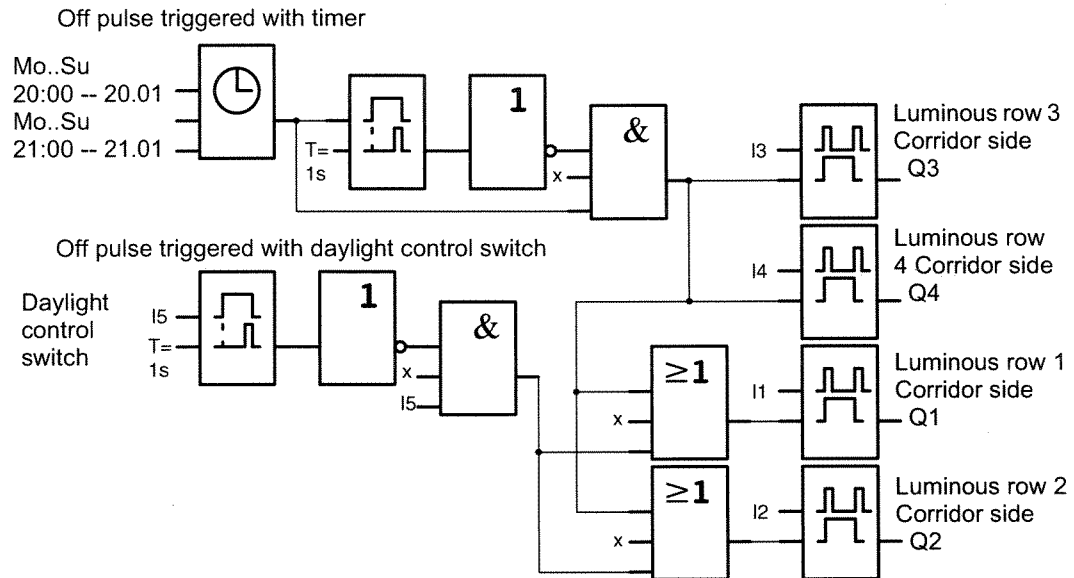 Off pulse triggered with timer
Mo..Su
20:00 -- 20.01
Mo..Su
21:00 -- 21.01
T=
1s
1
x
&
I3
Luminous row 3
Corridor side
Q3
I4
Luminous row
4 Corridor side
Q4
Off pulse triggered with daylight control switch
Daylight
control
switch
I5
T=
1s
1
x
I5
&
≥1
x
I1
Luminous row 1
Corridor side
Q1
≥1
x
I2
Luminous row 2
Corridor side
Q2